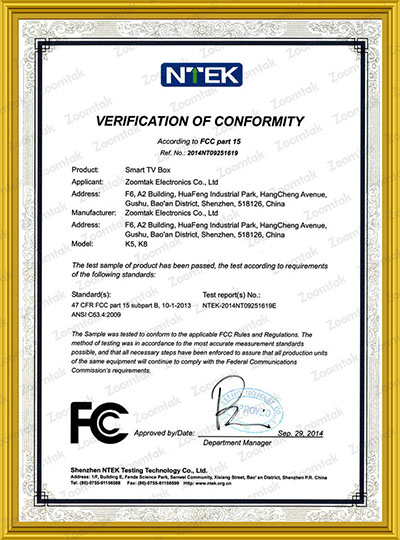 NTEK
VERIFICATION OF CONFORMITY
According to FCC part 15
Ref. No.: 2014NT09251619
Product: Smart TV Box
Applicant: Zoomtak Electronics Co., Ltd
Address: F6, A2 Building, HuaFeng Industrial Park, HangCheng Avenue,
Gushu, Bao'an District, Shenzhen, 518126, China
Manufacturer: Zoomtak Electronics Co., Ltd
Address: F6, A2 Building, HuaFeng Industrial Park, HangCheng Avenue,
Gushu, Bao'an District, Shenzhen, 518126, China
Model: K5, K8
The test sample of product has been passed, the test according to requirements
of the following standards:
Standard(s): Test report(s) No.:
47 CFR FCC part 15 subpart B, 10-1-2013 NTEK-2014NT09251619E
ANSI C63.4:2009
The Sample was tested to conform to the applicable FCC Rules and Regulations. The
method of testing was in accordance to the most accurate measurement standards
possible, and that all necessary steps have been enforced to assure that all production units
of the same equipment will continue to comply with the Federal Communications
Commission's requirements.
FC
APPROVED
Approved by/Date: Sep. 29, 2014
Department Manager
Shenzhen NTEK Testing Technology Co., Ltd.
Address: 1/F, Building E, Fenda Science Park, Sanwei Community, Xixiang Street, Bao' an District, Shenzhen P.R. China
Tel: (86)-0755-61156588 Fax: (86)-0755-61156599 Http: www.ntek.org.cn
Zoomtak